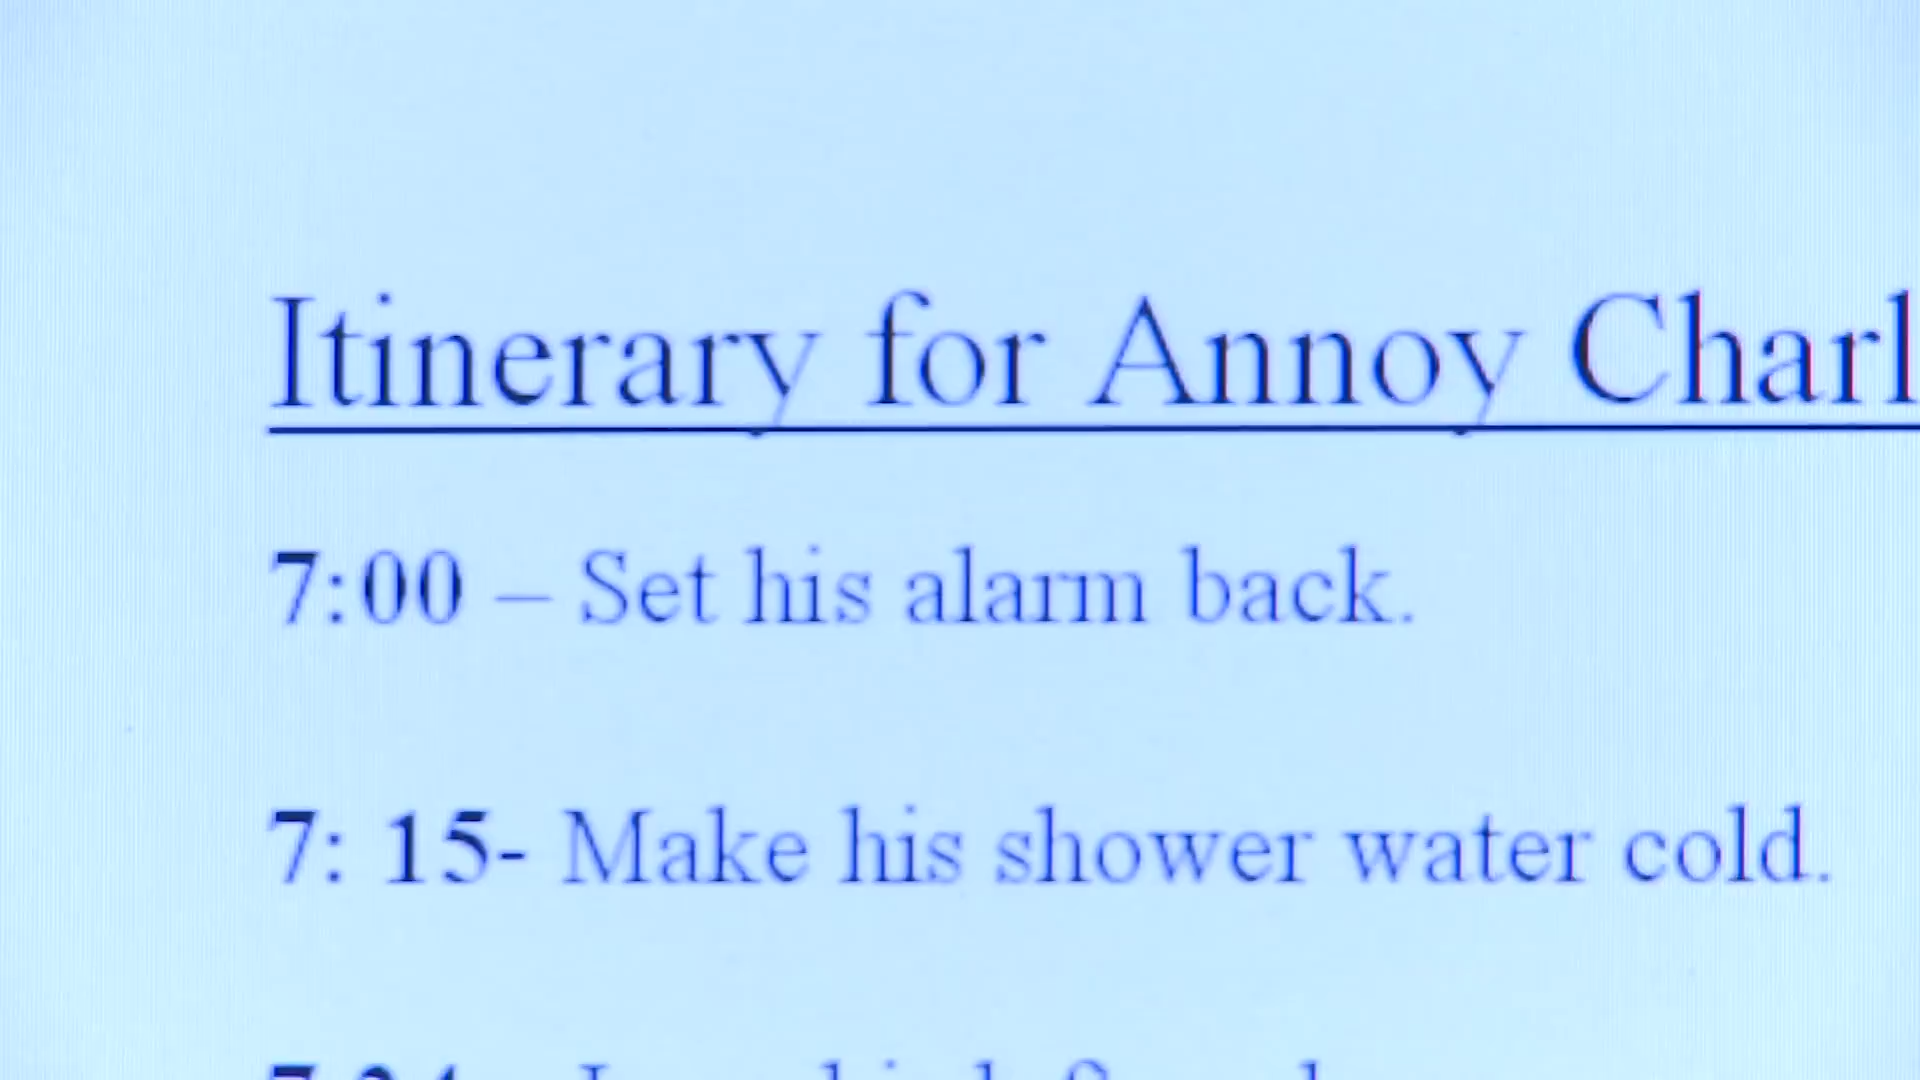 Itinerary for Annoy Charl
7:00 – Set his alarm back.
7: 15- Make his shower water cold.